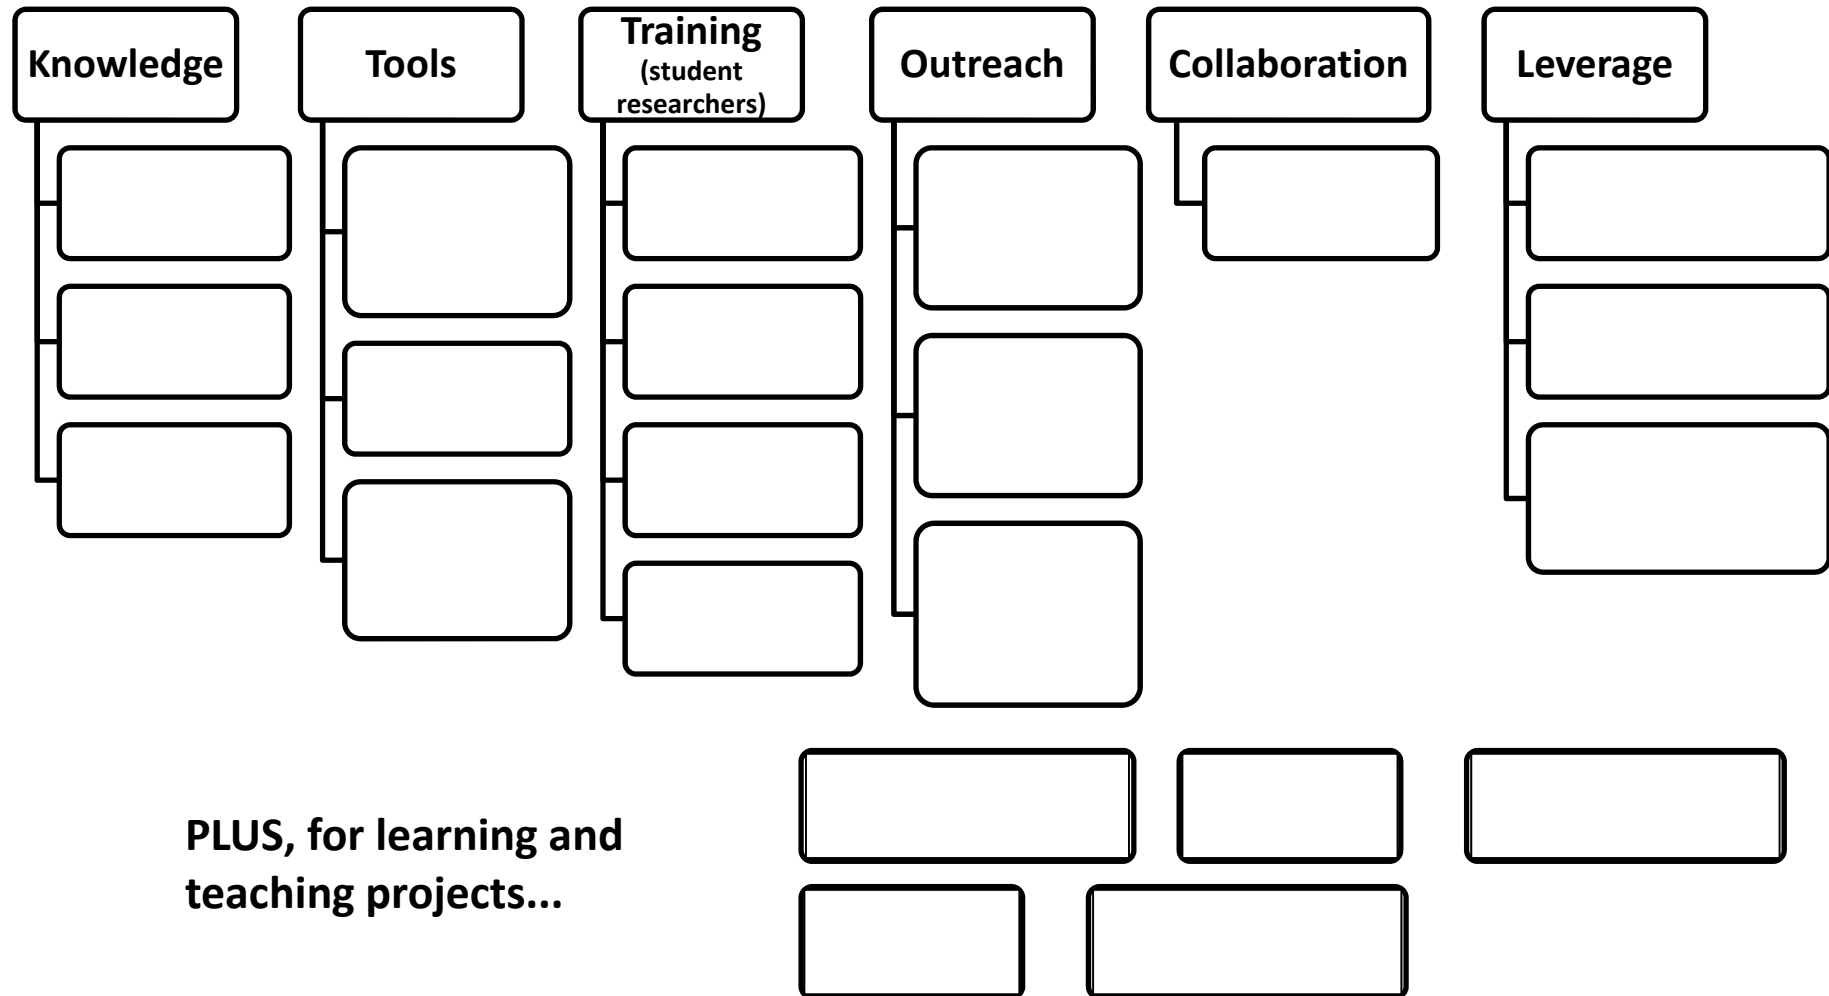 Knowledge
Tools
Training
(student
researchers)
Outreach
Collaboration
Leverage
PLUS, for learning and
teaching projects...